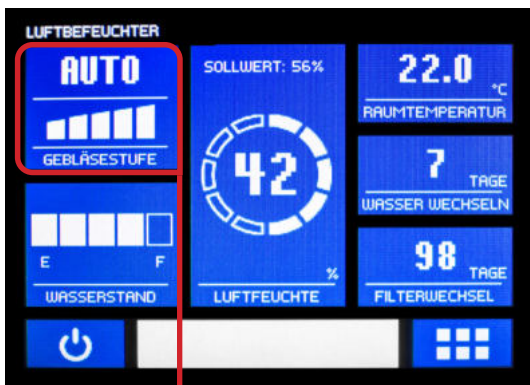 LUFTBEFEUCHTER
AUTO
GEBLÄSESTUFE
E F
WASSERSTAND
SOLLWERT: 56%
42
%
LUFTFEUCHTE
22.0 °C
RAUMTEMPERATUR
7 TAGE
WASSER WECHSELN
98 TAGE
FILTERWECHSEL